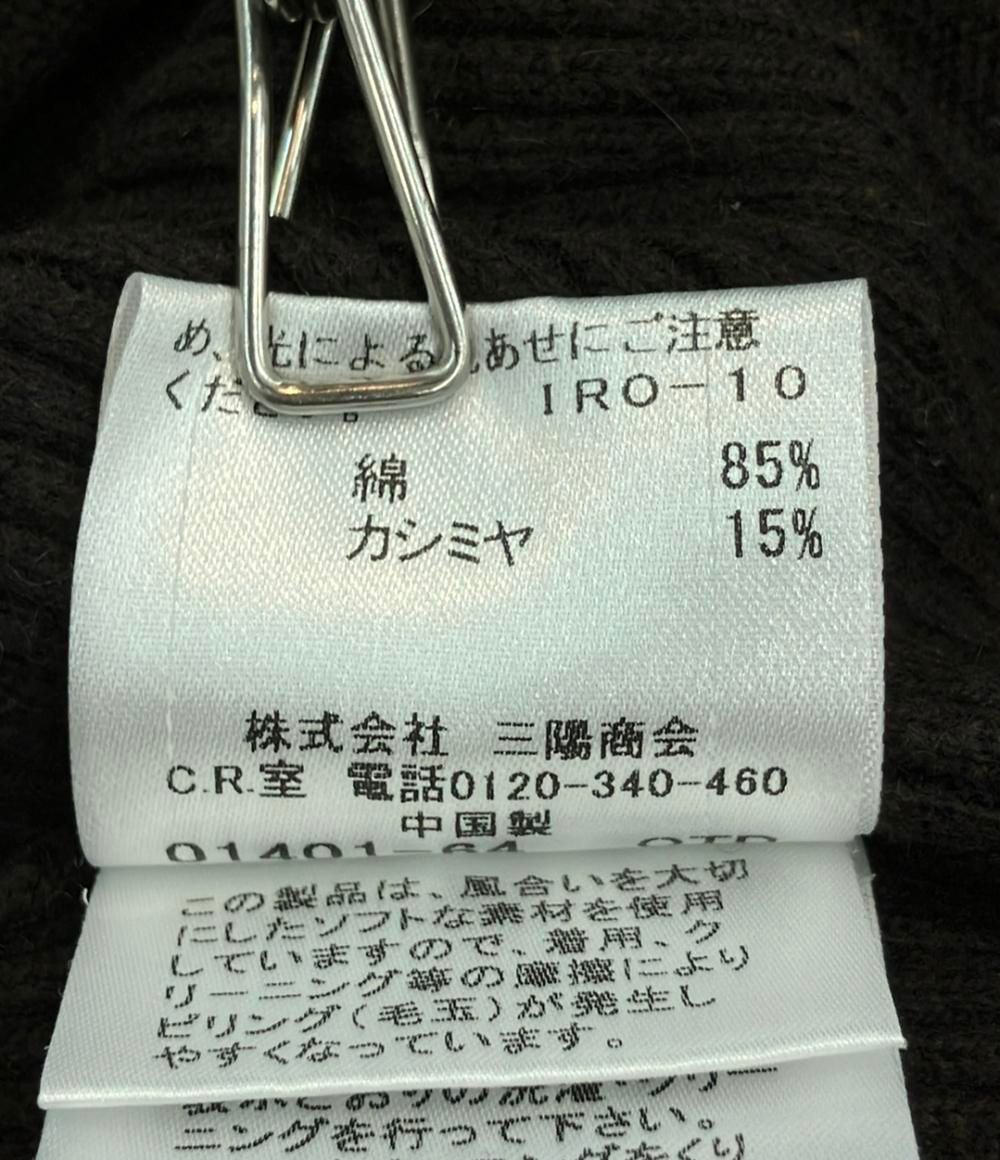 め、光による色あせにご注意
ください。 IRO-10
綿 85%
カシミヤ 15%
株式会社 三陽商会
C.R.室 電話0120-340-460
中国製
この製品は、風合いを大切
にしたソフトな素材を使用
していますので、着用、ク
リーニング等の摩擦により
ピリング(毛玉)が発生し
やすくなっています。
ニングを行って下さい。